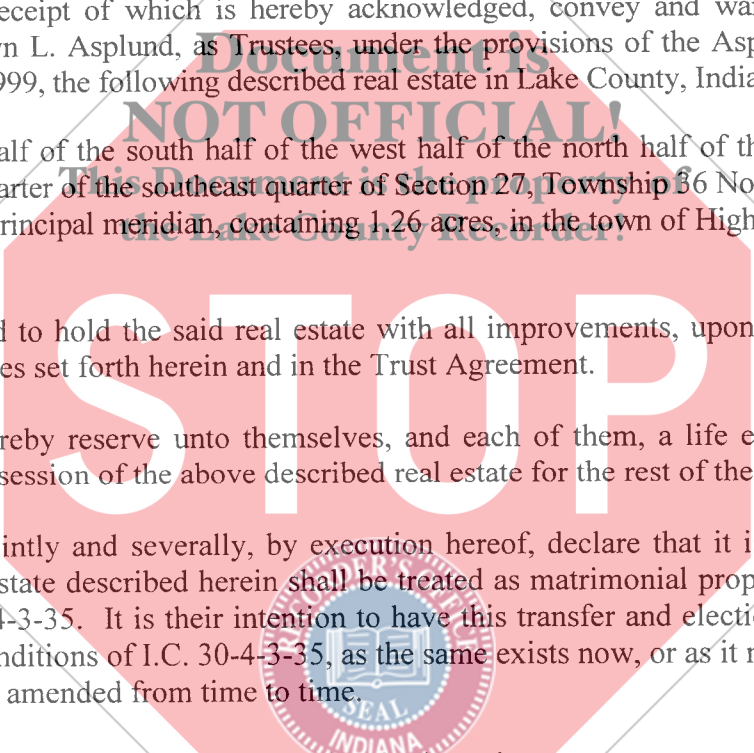 eceipt of which is hereby acknowledged, convey and wa
n L. Asplund, as Trustees, under the provisions of the Asp
Document is
999, the following described real estate in Lake County, India
NOT OFFICIAL!
alf of the south half of the west half of the north half of th
This Document is the property of
arter of the southeast quarter of Section 27, Township 36 No
the Lake County Recorder!
rincipal meridian, containing 1.26 acres, in the town of High
d to hold the said real estate with all improvements, upon
es set forth herein and in the Trust Agreement.
STOP
reby reserve unto themselves, and each of them, a life e
session of the above described real estate for the rest of the
intly and severally, by execution hereof, declare that it i
state described herein shall be treated as matrimonial prop
4-3-35. It is their intention to have this transfer and electi
nditions of I.C. 30-4-3-35, as the same exists now, or as it
amended from time to time.
SEAL
INDIANA